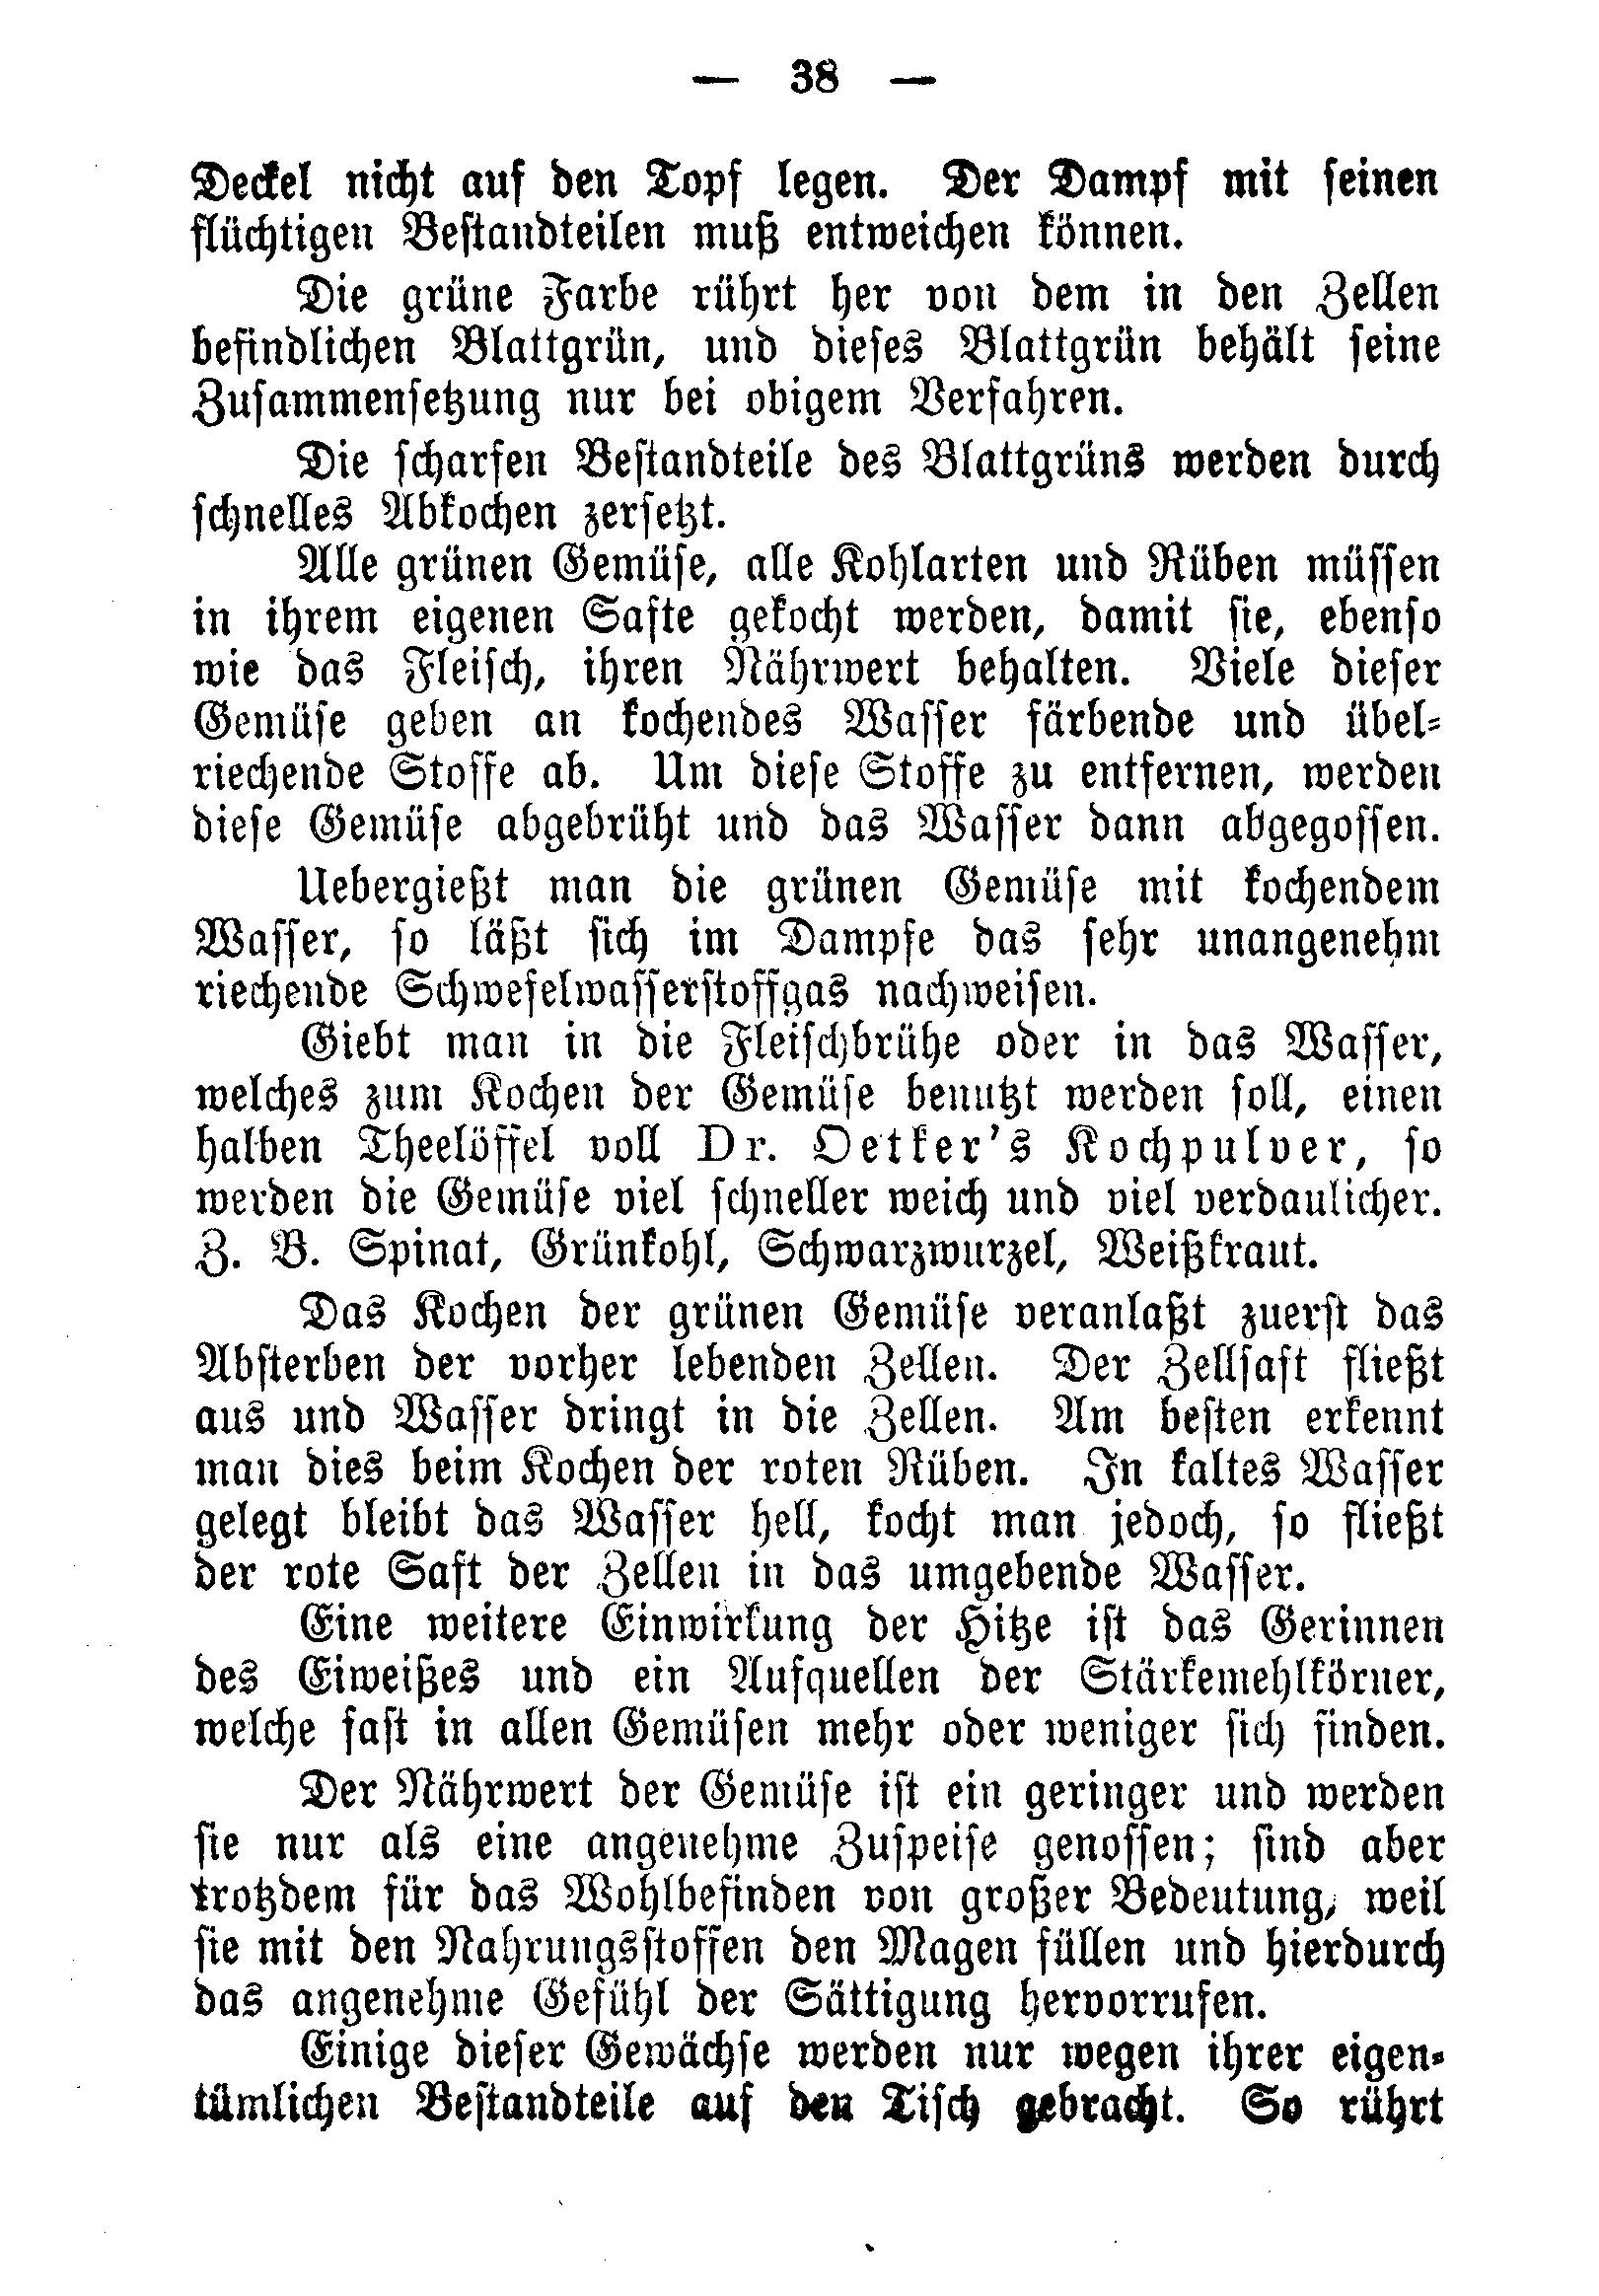 — 38 —
Deckel nicht auf den Topf legen. Der Dampf mit seinen
flüchtigen Bestandteilen muß entweichen können.
Die grüne Farbe rührt her von dem in den Zellen
befindlichen Blattgrün, und dieses Blattgrün behält seine
Zusammensetzung nur bei obigem Verfahren.
Die scharfen Bestandteile des Blattgrüns werden durch
schnelles Abkochen zersetzt.
Alle grünen Gemüse, alle Kohlarten und Rüben müssen
in ihrem eigenen Safte gekocht werden, damit sie, ebenso
wie das Fleisch, ihren Nährwert behalten. Viele dieser
Gemüse geben an kochendes Wasser färbende und übel-
riechende Stoffe ab. Um diese Stoffe zu entfernen, werden
diese Gemüse abgebrüht und das Wasser dann abgegossen.
Uebergießt man die grünen Gemüse mit kochendem
Wasser, so läßt sich im Dampfe das sehr unangenehm
riechende Schwefelwasserstoffgas nachweisen.
Giebt man in die Fleischbrühe oder in das Wasser,
welches zum Kochen der Gemüse benutzt werden soll, einen
halben Theelöffel voll Dr. Oetker's Kochpulver, so
werden die Gemüse viel schneller weich und viel verdaulicher.
Z. B. Spinat, Grünkohl, Schwarzwurzel, Weißkraut.
Das Kochen der grünen Gemüse veranlaßt zuerst das
Absterben der vorher lebenden Zellen. Der Zellsaft fließt
aus und Wasser dringt in die Zellen. Am besten erkennt
man dies beim Kochen der roten Rüben. In kaltes Wasser
gelegt bleibt das Wasser hell, kocht man jedoch, so fließt
der rote Saft der Zellen in das umgebende Wasser.
Eine weitere Einwirkung der Hitze ist das Gerinnen
des Eiweißes und ein Aufquellen der Stärkemehlkörner,
welche fast in allen Gemüsen mehr oder weniger sich finden.
Der Nährwert der Gemüse ist ein geringer und werden
sie nur als eine angenehme Zuspeise genossen; sind aber
trotzdem für das Wohlbefinden von großer Bedeutung, weil
sie mit den Nahrungsstoffen den Magen füllen und hierdurch
das angenehme Gefühl der Sättigung hervorrufen.
Einige dieser Gewächse werden nur wegen ihrer eigen-
tümlichen Bestandteile auf den Tisch gebracht. So rührt